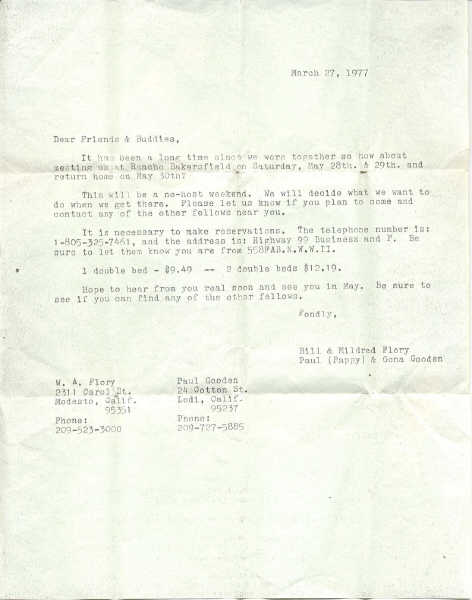 March 27, 1977
Dear Friends & Buddies,
It has been a long time since we were together so how about
meeting us at Rancho Bakersfield on Saturday, May 28th. & 29th. and
return home on May 30th?
This will be a no-host weekend. We will decide what we want to
do when we get there. Please let us know if you plan to come and
contact any of the other fellows near you.
It is necessary to make reservations. The telephone number is:
1-805-325-7461, and the address is: Highway 99 Business and F. Be
sure to let them know you are from 558FAB.N.W.W.II.
1 double bed - $9.49 -- 2 double beds $12.19.
Hope to hear from you real soon and see you in May. Be sure to
see if you can find any of the other fellows.
Fondly,
Bill & Mildred Flory
Paul (Pappy) & Gena Gooden
W. A. Flory
2311 Carol St.
Modesto, Calif.
95351
Phone:
209-523-3000
Paul Gooden
24 Cotton St.
Lodi, Calif.
95237
Phone:
209-727-5885